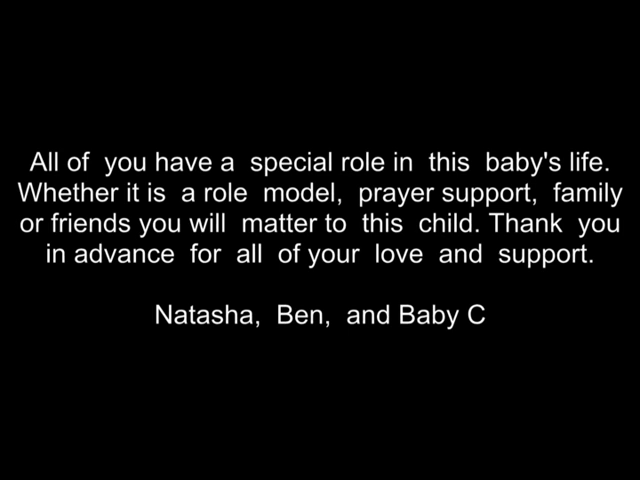 All of you have a special role in this baby's life.
Whether it is a role model, prayer support, family
or friends you will matter to this child. Thank you
in advance for all of your love and support.
Natasha, Ben, and Baby C